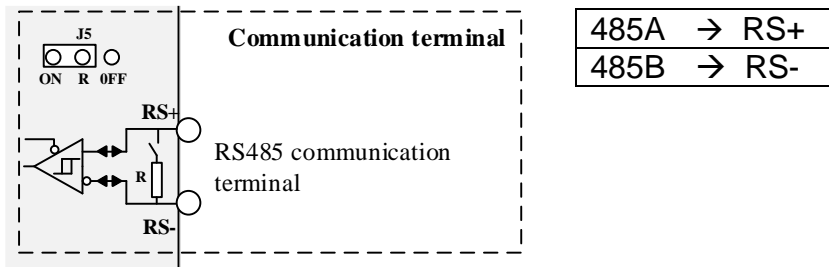 J5
ON R 0FF
Communication terminal
RS+
RS485 communication
terminal
R
RS-
485A → RS+
485B → RS-